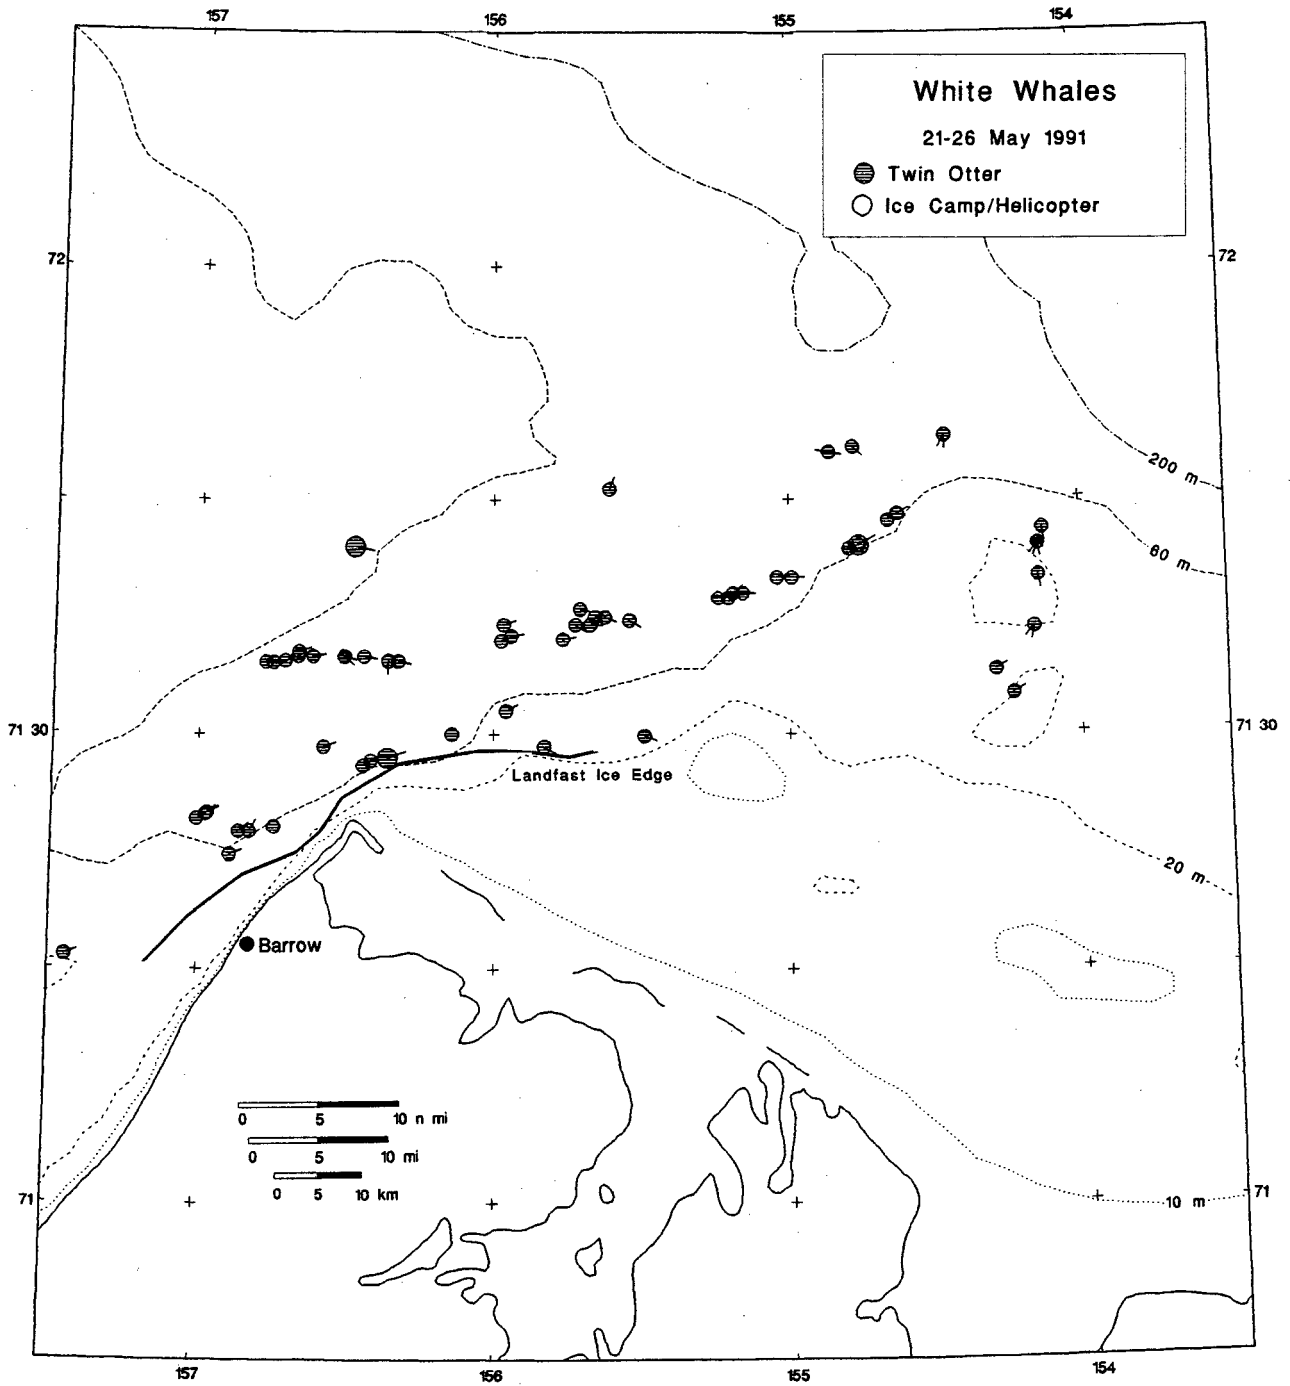 157 156 155 154
White Whales
21-26 May 1991
Twin Otter
Ice Camp/Helicopter
72 72
200 m
60 m
71 30 71 30
Landfast Ice Edge
20 m
Barrow
0 5 10 n mi
0 5 10 mi
0 5 10 km
71 71
10 m
157 156 155 154